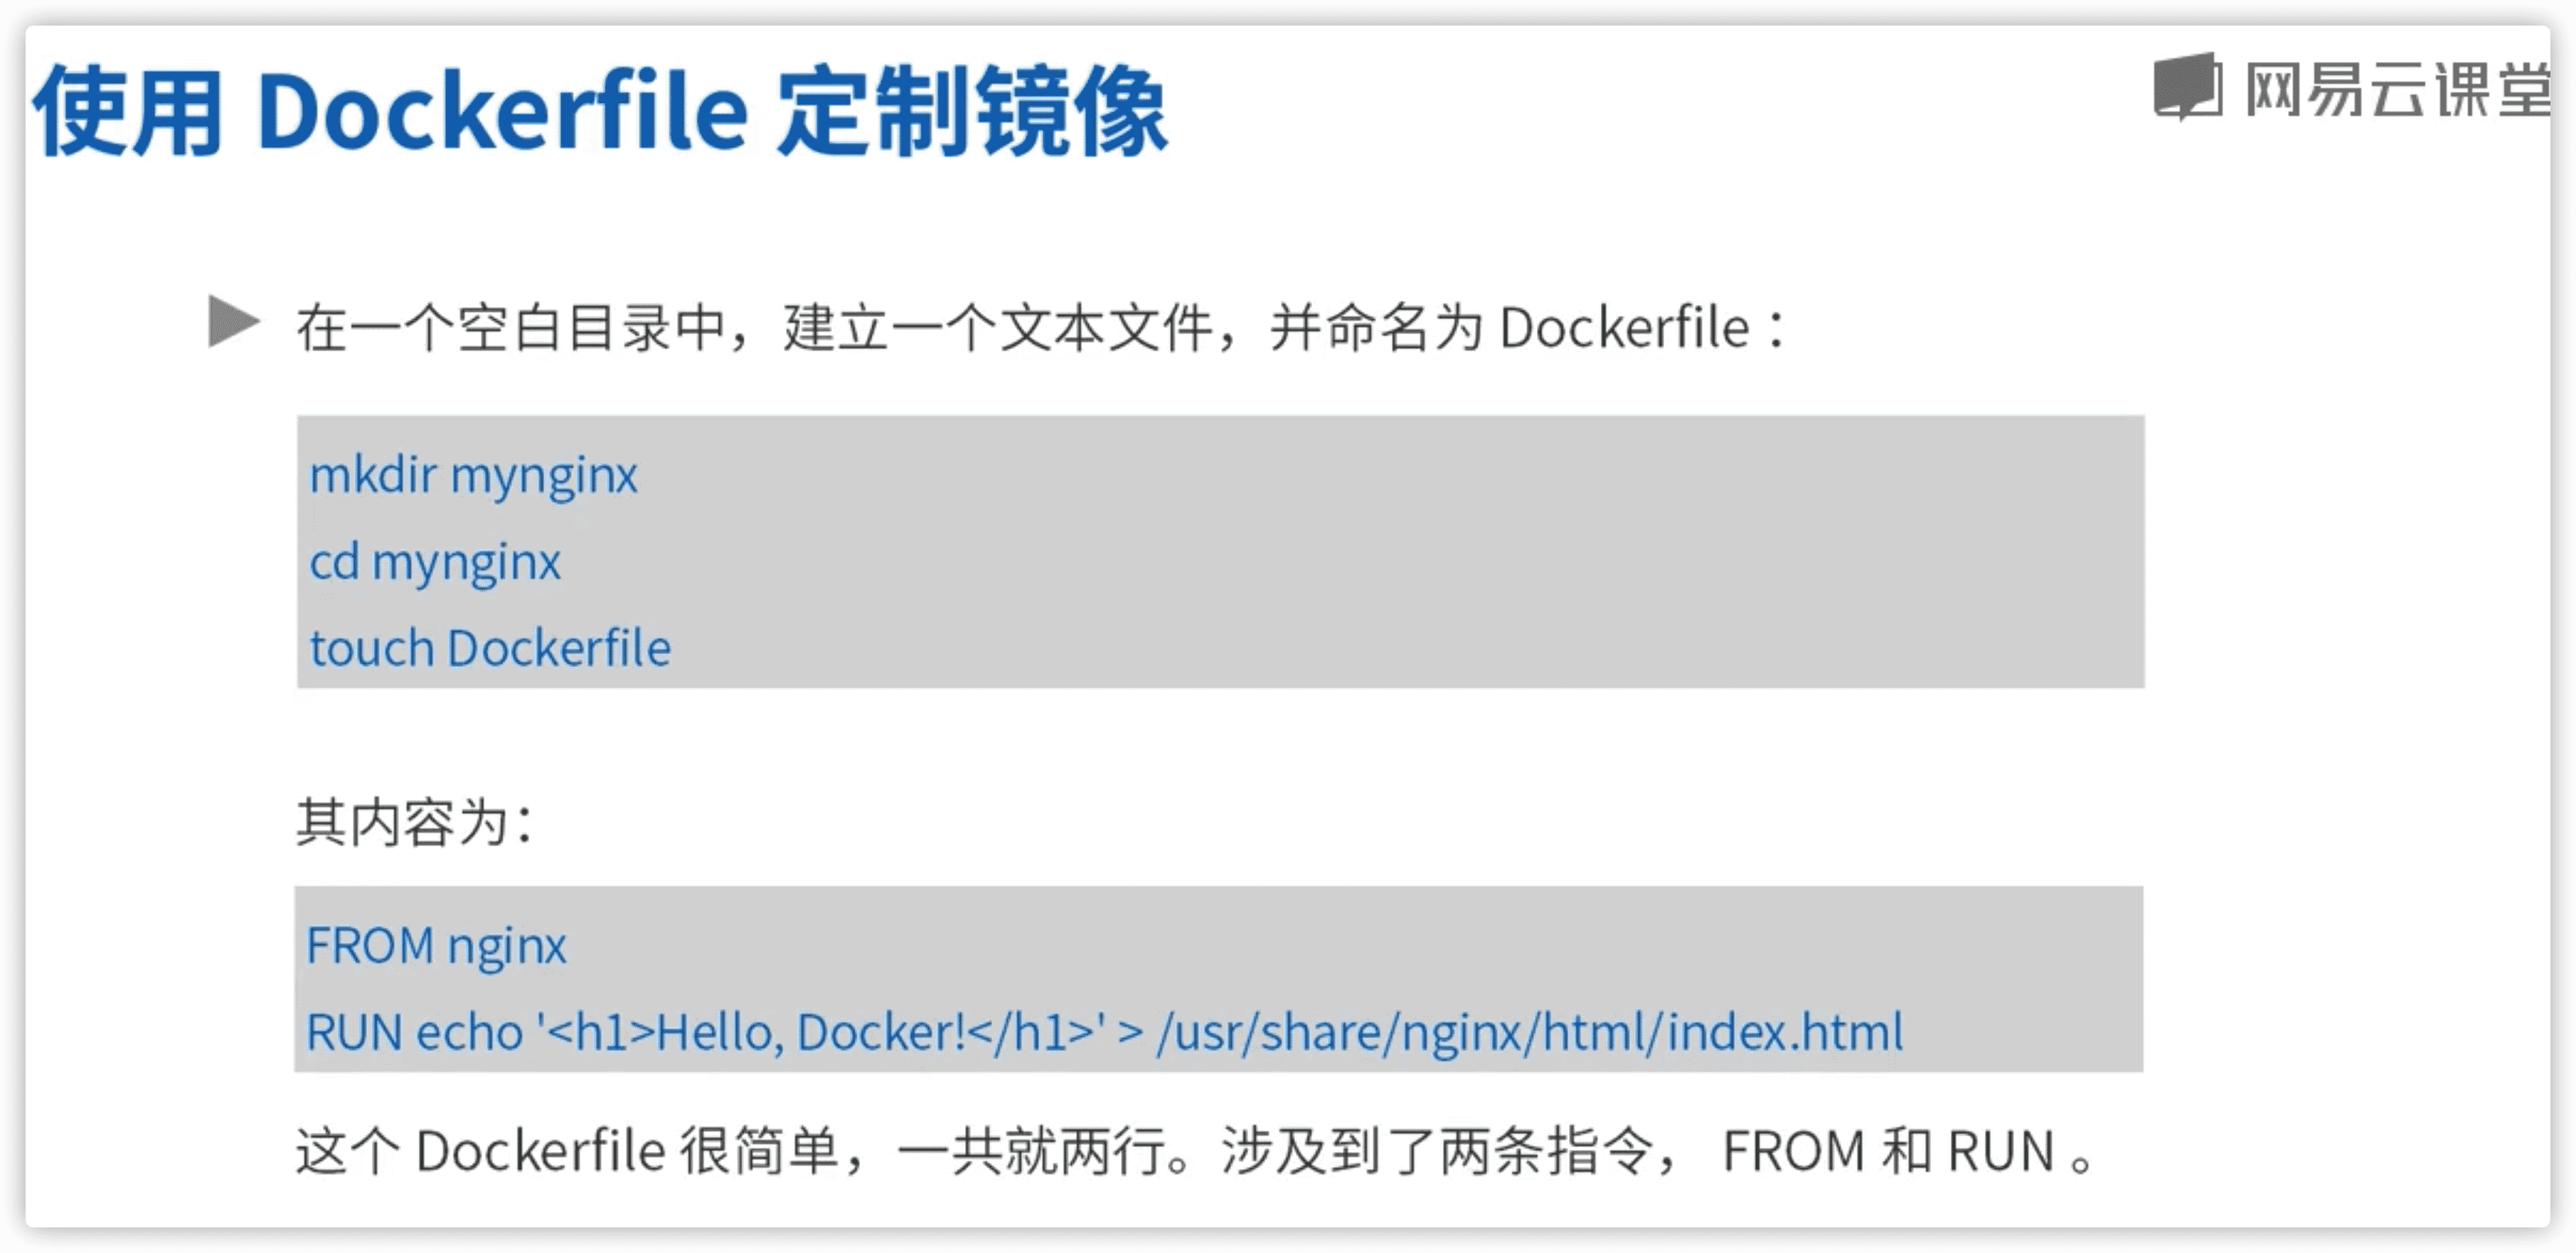 使用 Dockerfile 定制镜像
网易云课堂
在一个空白目录中，建立一个文本文件，并命名为 Dockerfile：
mkdir mynginx
cd mynginx
touch Dockerfile
其内容为：
FROM nginx
RUN echo '<h1>Hello, Docker!</h1>' > /usr/share/nginx/html/index.html
这个 Dockerfile 很简单，一共就两行。涉及到了两条指令， FROM 和 RUN 。